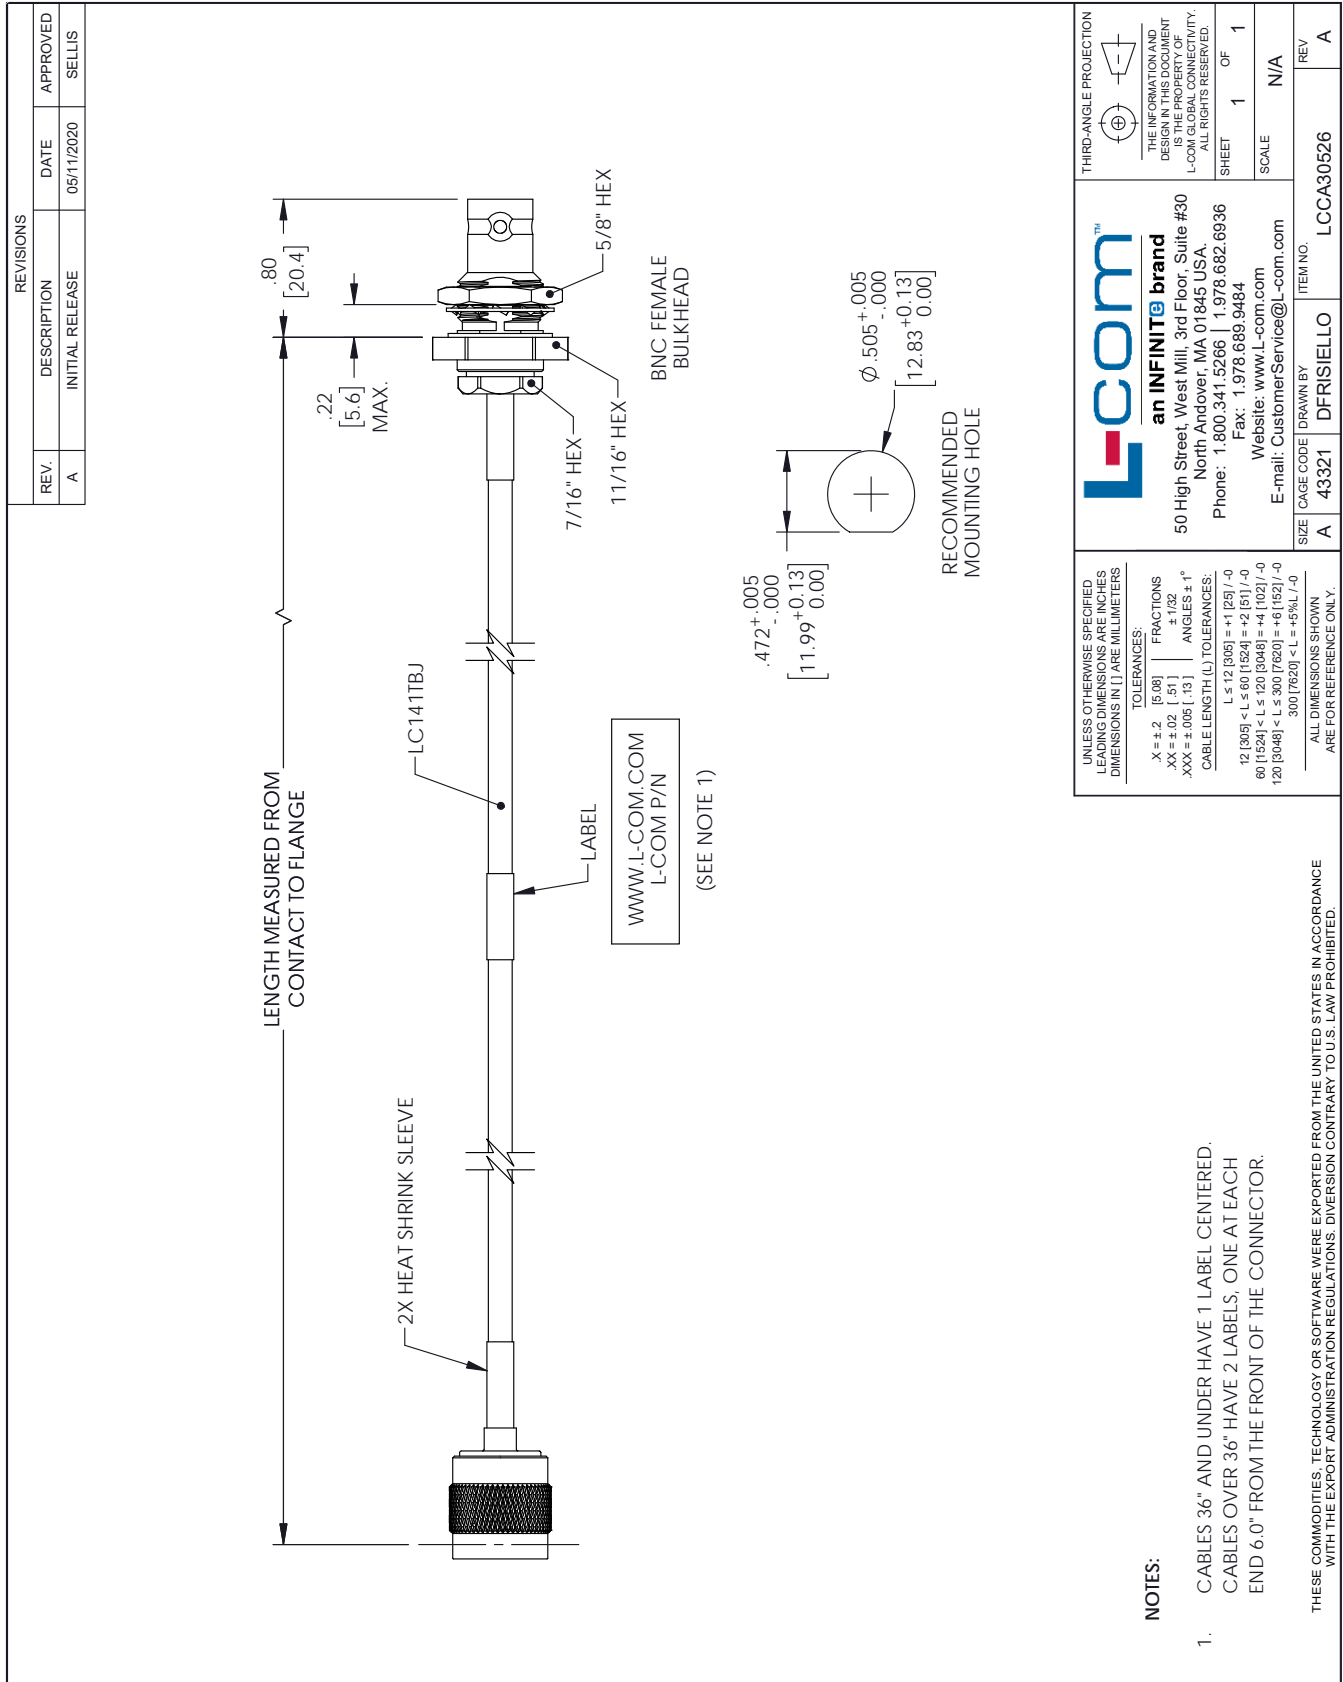 REVISIONS
REV. DESCRIPTION DATE APPROVED
A INITIAL RELEASE 05/11/2020 SELLIS
LENGTH MEASURED FROM
CONTACT TO FLANGE
.80
[20.4]
.22
[5.6]
MAX.
2X HEAT SHRINK SLEEVE
LC141TBJ
LABEL
WWW.L-COM.COM
L-COM P/N
(SEE NOTE 1)
7/16" HEX
11/16" HEX
5/8" HEX
BNC FEMALE
BULKHEAD
.472 +.005
-.000
[11.99 +0.13]
0.00
Ø.505 +.005
-.000
[12.83 +0.13]
0.00
RECOMMENDED
MOUNTING HOLE
NOTES:
1. CABLES 36" AND UNDER HAVE 1 LABEL CENTERED.
CABLES OVER 36" HAVE 2 LABELS, ONE AT EACH
END 6.0" FROM THE FRONT OF THE CONNECTOR.
THESE COMMODITIES, TECHNOLOGY OR SOFTWARE WERE EXPORTED FROM THE UNITED STATES IN ACCORDANCE
WITH THE EXPORT ADMINISTRATION REGULATIONS. DIVERSION CONTRARY TO U.S. LAW PROHIBITED.
UNLESS OTHERWISE SPECIFIED
LEADING DIMENSIONS ARE INCHES
DIMENSIONS IN [ ] ARE MILLIMETERS
TOLERANCES:
.X = ±.2 [5.08] FRACTIONS
.XX = ±.02 [.51] ± 1/32
.XXX = ±.005 [.13] ANGLES ± 1°
CABLE LENGTH (L) TOLERANCES:
L ≤ 12 [305] = +1 [25] / -0
12 [305] < L ≤ 60 [1524] = +2 [51] / -0
60 [1524] < L ≤ 120 [3048] = +4 [102] / -0
120 [3048] < L ≤ 300 [7620] = +6 [152] / -0
300 [7620] < L = +5%L / -0
ALL DIMENSIONS SHOWN
ARE FOR REFERENCE ONLY.
L-com™
an INFINITe brand
50 High Street, West Mill, 3rd Floor, Suite #30
North Andover, MA 01845 USA.
Phone: 1.800.341.5266 | 1.978.682.6936
Fax: 1.978.689.9484
Website: www.L-com.com
E-mail: CustomerService@L-com.com
THIRD-ANGLE PROJECTION
THE INFORMATION AND
DESIGN IN THIS DOCUMENT
IS THE PROPERTY OF
L-COM GLOBAL CONNECTIVITY.
ALL RIGHTS RESERVED.
SHEET 1 OF 1
SCALE N/A
SIZE A
CAGE CODE 43321
DRAWN BY DFRISIELLO
ITEM NO. LCCA30526
REV A